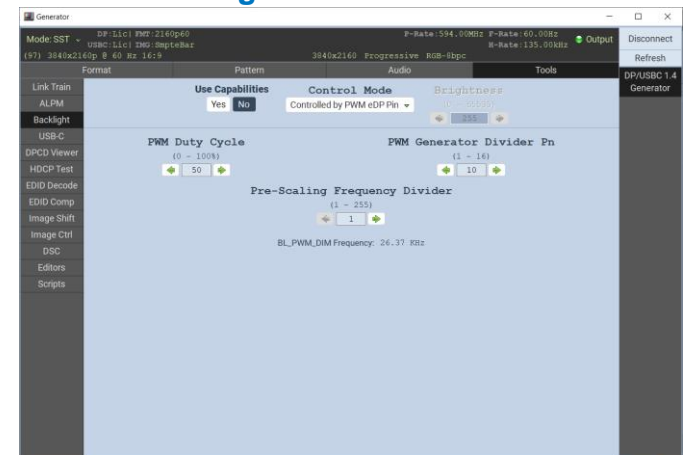 Generator
Mode: SST
DP:Lic| FMT:2160p60
P-Rate:594.00MHz F-Rate:60.00Hz
USBC:Lic| IMG:SmpteBar
H-Rate:135.00kHz
Output
(97) 3840x2160p @ 60 Hz 16:9
3840x2160 Progressive RGB-8bpc
Disconnect
Refresh
DP/USBC 1.4
Generator
Format
Pattern
Audio
Tools
Link Train
ALPM
Backlight
USB-C
DPCD Viewer
HDCP Test
EDID Decode
EDID Comp
Image Shift
Image Ctrl
DSC
Editors
Scripts
Use Capabilities
Yes No
Control Mode
Controlled by PWM eDP Pin
Brightness
255
PWM Duty Cycle
(0 - 100%)
50
PWM Generator Divider Pn
(1 - 16)
10
Pre-Scaling Frequency Divider
(1 - 255)
1
BL_PWM_DIM Frequency: 26.37 KHz